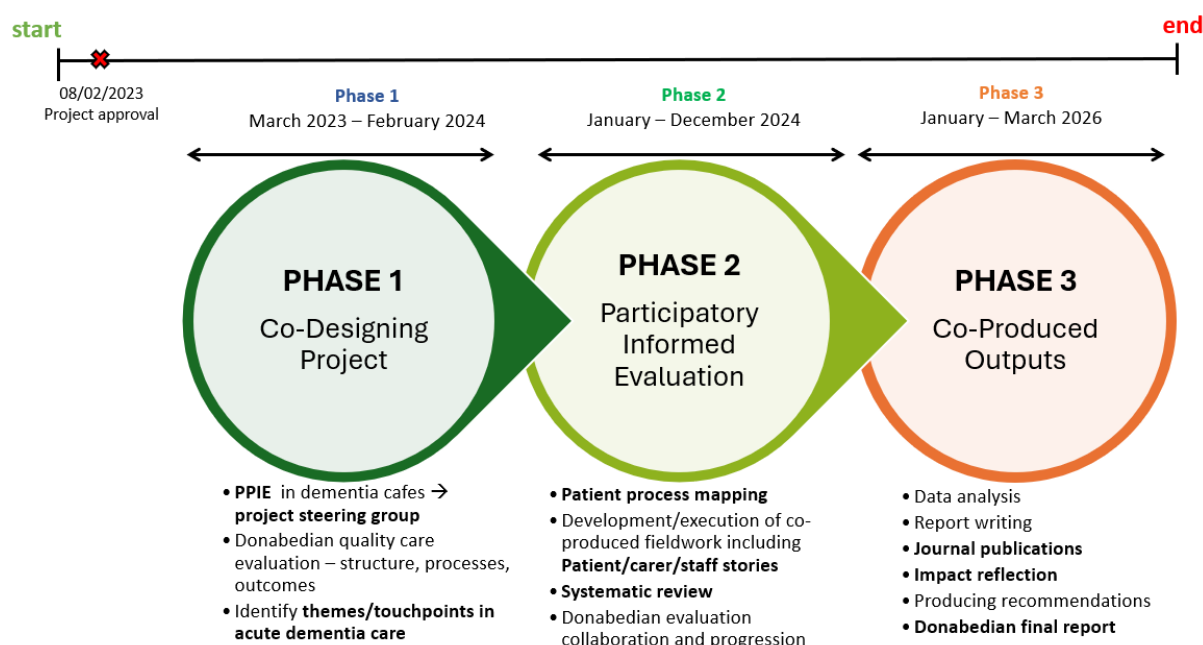 start
end
08/02/2023
Project approval
Phase 1
March 2023 – February 2024
Phase 2
January – December 2024
Phase 3
January – March 2026
PHASE 1
Co-Designing
Project
PHASE 2
Participatory
Informed
Evaluation
PHASE 3
Co-Produced
Outputs
• PPIE in dementia cafes →
project steering group
• Donabedian quality care
evaluation – structure, processes,
outcomes
• Identify themes/touchpoints in
acute dementia care
• Patient process mapping
• Development/execution of co-
produced fieldwork including
Patient/carer/staff stories
• Systematic review
• Donabedian evaluation
collaboration and progression
• Data analysis
• Report writing
• Journal publications
• Impact reflection
• Producing recommendations
• Donabedian final report